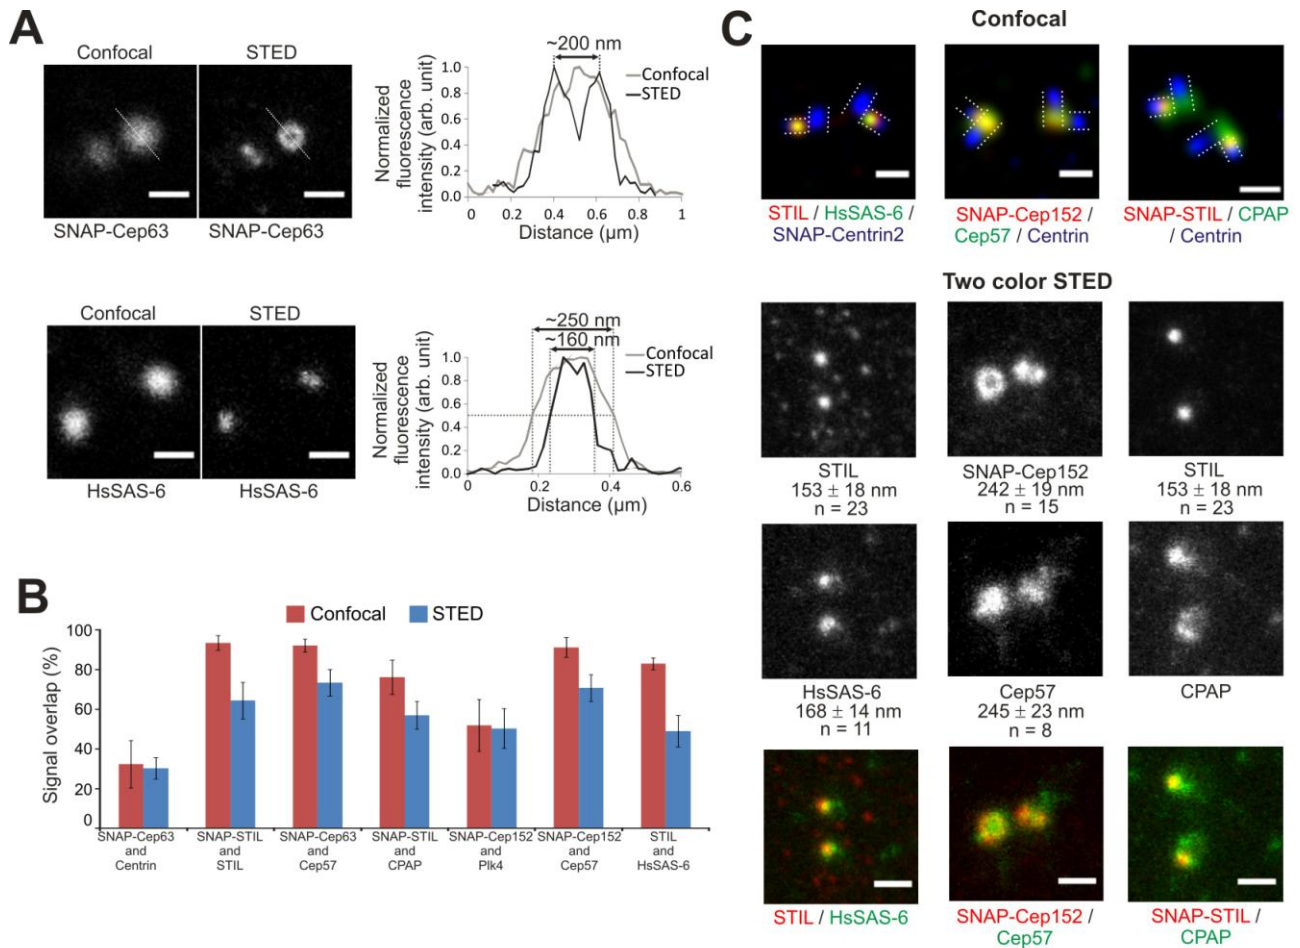 A
Confocal
STED
SNAP-Cep63
SNAP-Cep63
~200 nm
Confocal
STED
Normalized
fluorescence
intensity (arb. unit)
1.0
0.8
0.6
0.4
0.2
0.0
0
0.2
0.4
0.6
0.8
1
Distance (µm)
Confocal
STED
HsSAS-6
HsSAS-6
~250 nm
~160 nm
Confocal
STED
Normalized
fluorescence
intensity (arb. unit)
1.0
0.8
0.6
0.4
0.2
0.0
0
0.2
0.4
0.6
Distance (µm)
B
Confocal
STED
Signal overlap (%)
100
80
60
40
20
0
SNAP-Cep63
and
Centrin
SNAP-STIL
and
STIL
SNAP-Cep63
and
Cep57
SNAP-STIL
and
CPAP
SNAP-Cep152
and
Plk4
SNAP-Cep152
and
Cep57
STIL
and
HsSAS-6
C
Confocal
STIL / HsSAS-6 /
SNAP-Centrin2
SNAP-Cep152 /
Cep57 / Centrin
SNAP-STIL / CPAP
/ Centrin
Two color STED
STIL
153 ± 18 nm
n = 23
SNAP-Cep152
242 ± 19 nm
n = 15
STIL
153 ± 18 nm
n = 23
HsSAS-6
168 ± 14 nm
n = 11
Cep57
245 ± 23 nm
n = 8
CPAP
STIL / HsSAS-6
SNAP-Cep152 /
Cep57
SNAP-STIL /
CPAP